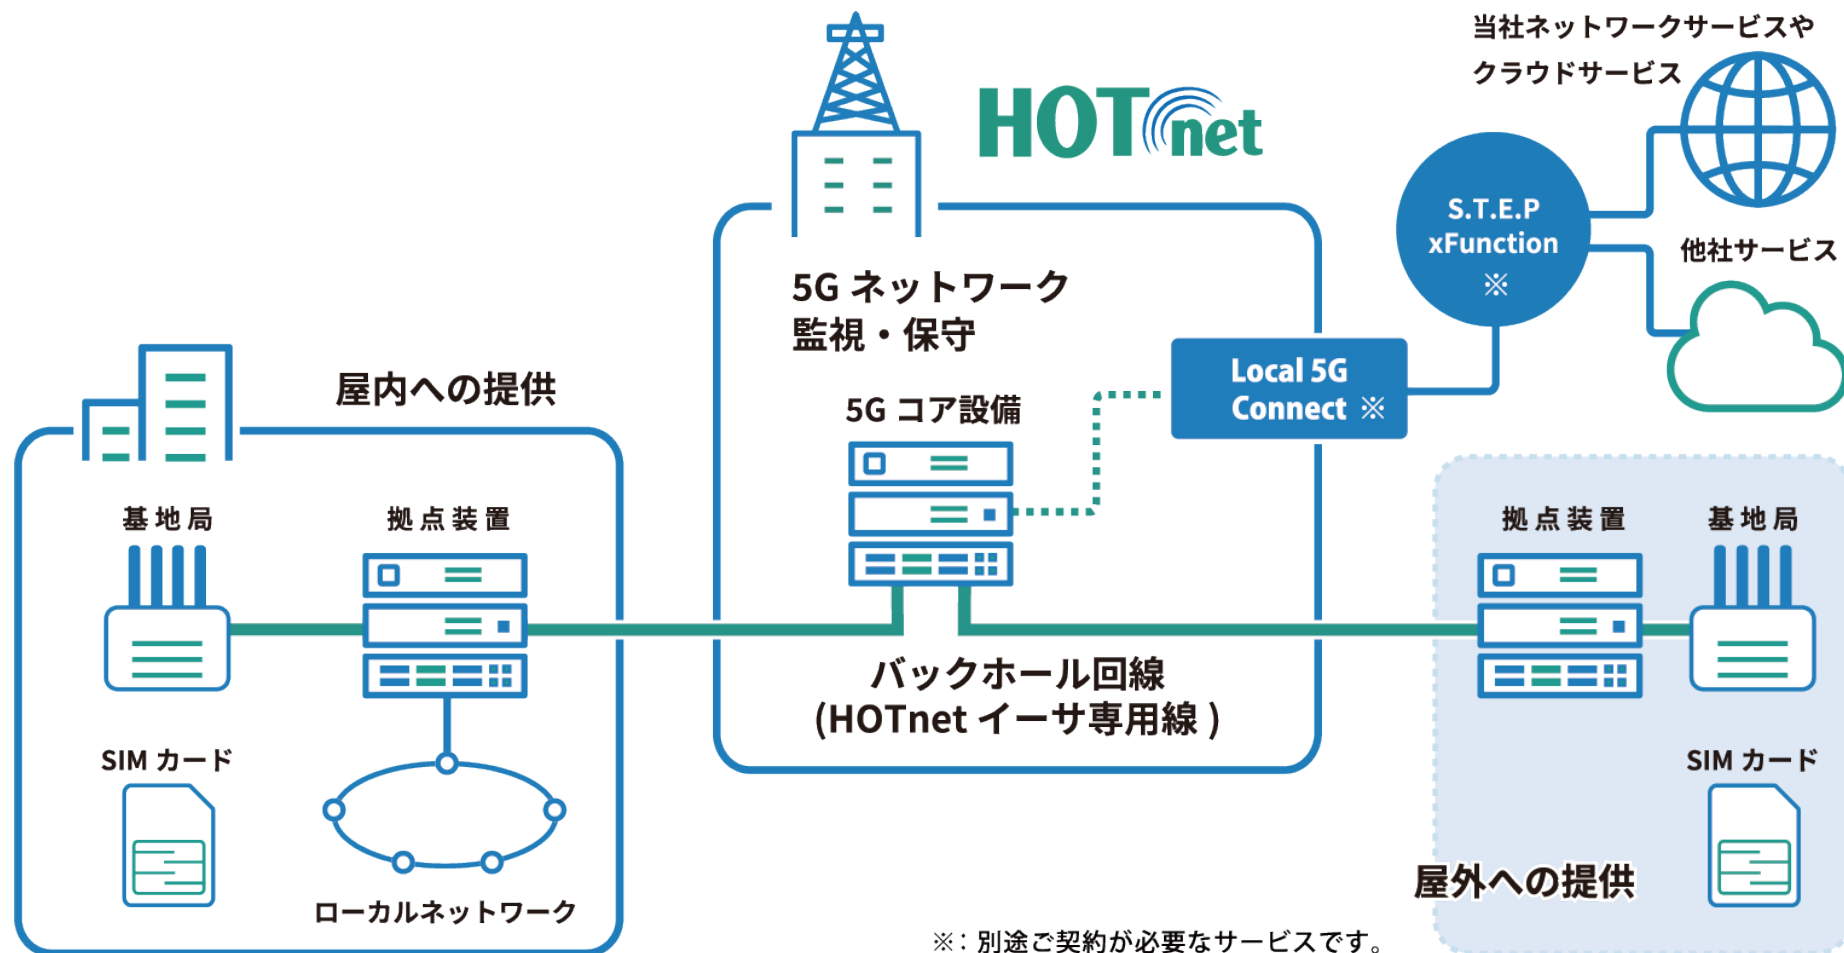 当社ネットワークサービスや
クラウドサービス
HOTnet
S.T.E.P
xFunction
※
他社サービス
5G ネットワーク
監視・保守
Local 5G
Connect ※
屋内への提供
5G コア設備
基地局
拠点装置
拠点装置
基地局
バックホール回線
(HOTnet イーサ専用線 )
SIM カード
SIM カード
屋外への提供
ローカルネットワーク
※：別途ご契約が必要なサービスです。